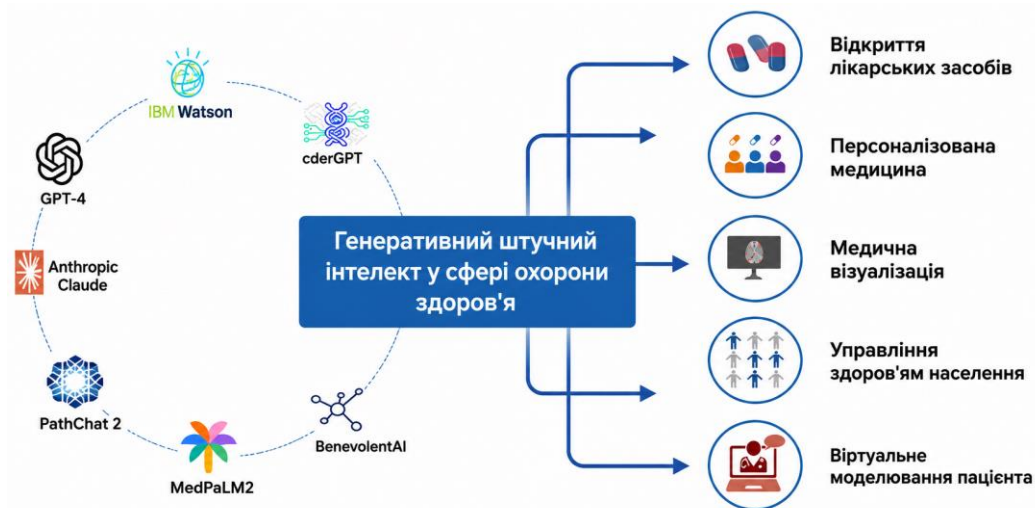 IBM Watson
cderGPT
GPT-4
Anthropic
Claude
PathChat 2
MedPaLM2
BenevolentAI
Генеративний штучний
інтелект у сфері охорони
здоров'я
Відкриття
лікарських засобів
Персоналізована
медицина
Медична
візуалізація
Управління
здоров'ям населення
Віртуальне
моделювання пацієнта